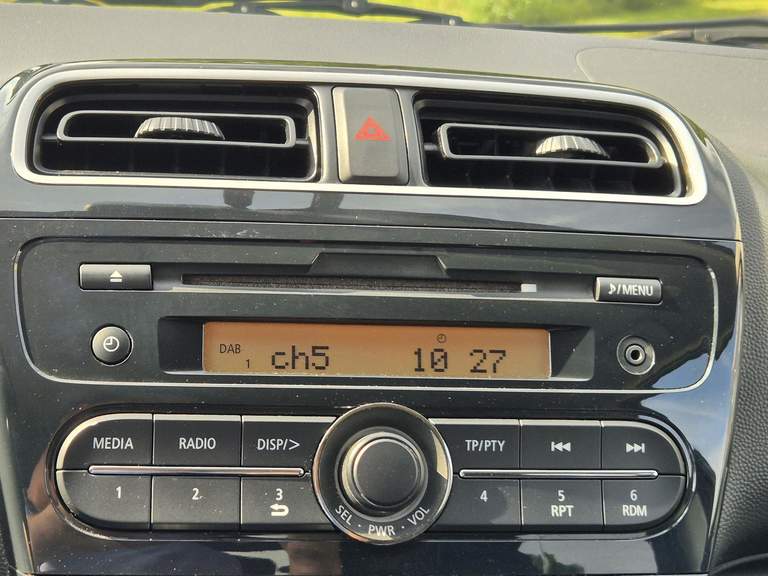 ♪/MENU
DAB 1 ch5 10 27
MEDIA RADIO DISP/> TP/PTY
1 2 3 4 5 6
RPT RDM
SEL · PWR · VOL